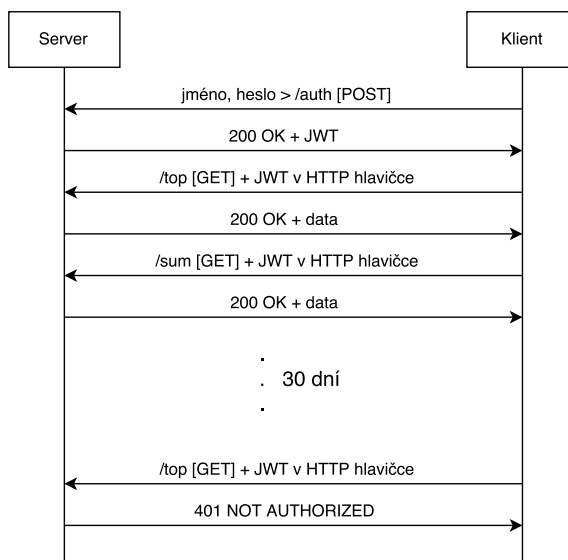 Server
Klient
jméno, heslo > /auth [POST]
200 OK + JWT
/top [GET] + JWT v HTTP hlavičce
200 OK + data
/sum [GET] + JWT v HTTP hlavičce
200 OK + data
30 dní
/top [GET] + JWT v HTTP hlavičce
401 NOT AUTHORIZED